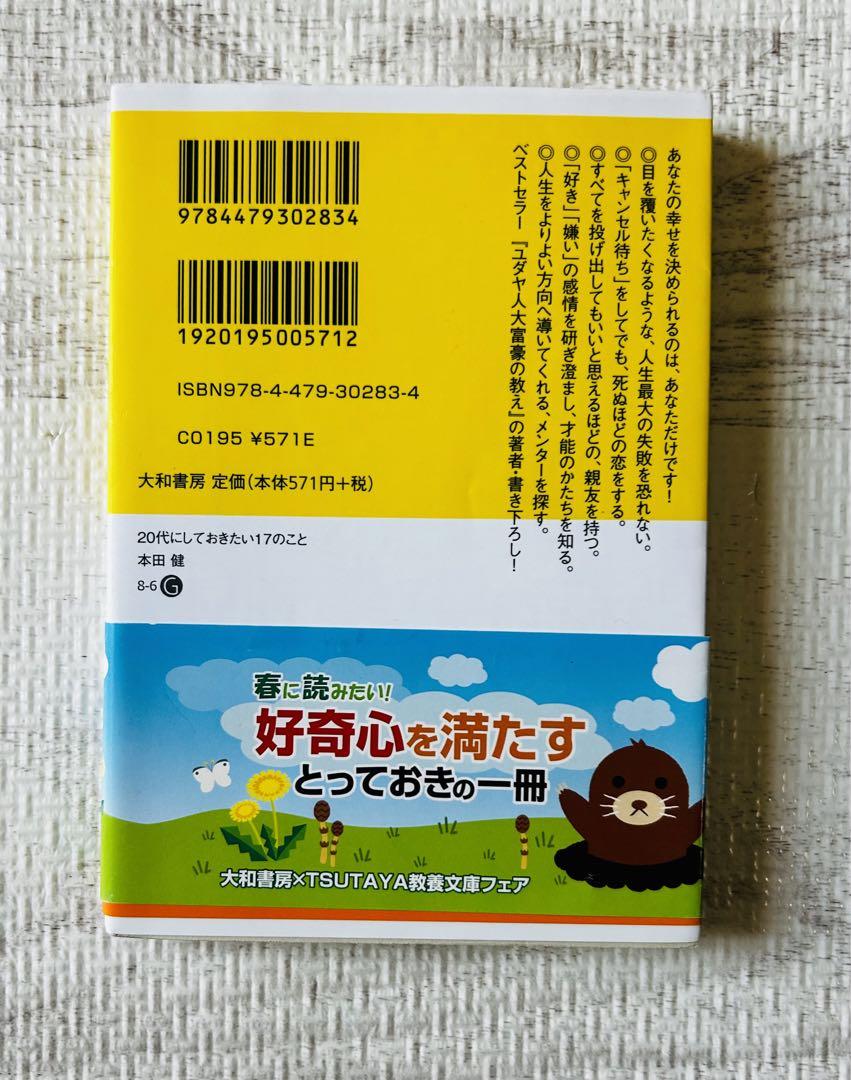 あなたの幸せを決められるのは、あなただけです！
◎目を覆いたくなるような、人生最大の失敗を恐れない。
◎「キャンセル待ち」をしてでも、死ぬほどの恋をする。
◎すべてを投げ出してもいいと思えるほどの、親友を持つ。
◎「好き」「嫌い」の感情を研ぎ澄まし、才能のかたちを知る。
◎人生をよりよい方向へ導いてくれる、メンターを探す。
ベストセラー『ユダヤ人大富豪の教え』の著者・書き下ろし！
9784479302834
1920195005712
ISBN978-4-479-30283-4
C0195 ¥571E
大和書房 定価(本体571円+税)
20代にしておきたい17のこと
本田 健
8-6 G
春に読みたい!
好奇心を満たす
とっておきの一冊
大和書房×TSUTAYA教養文庫フェア